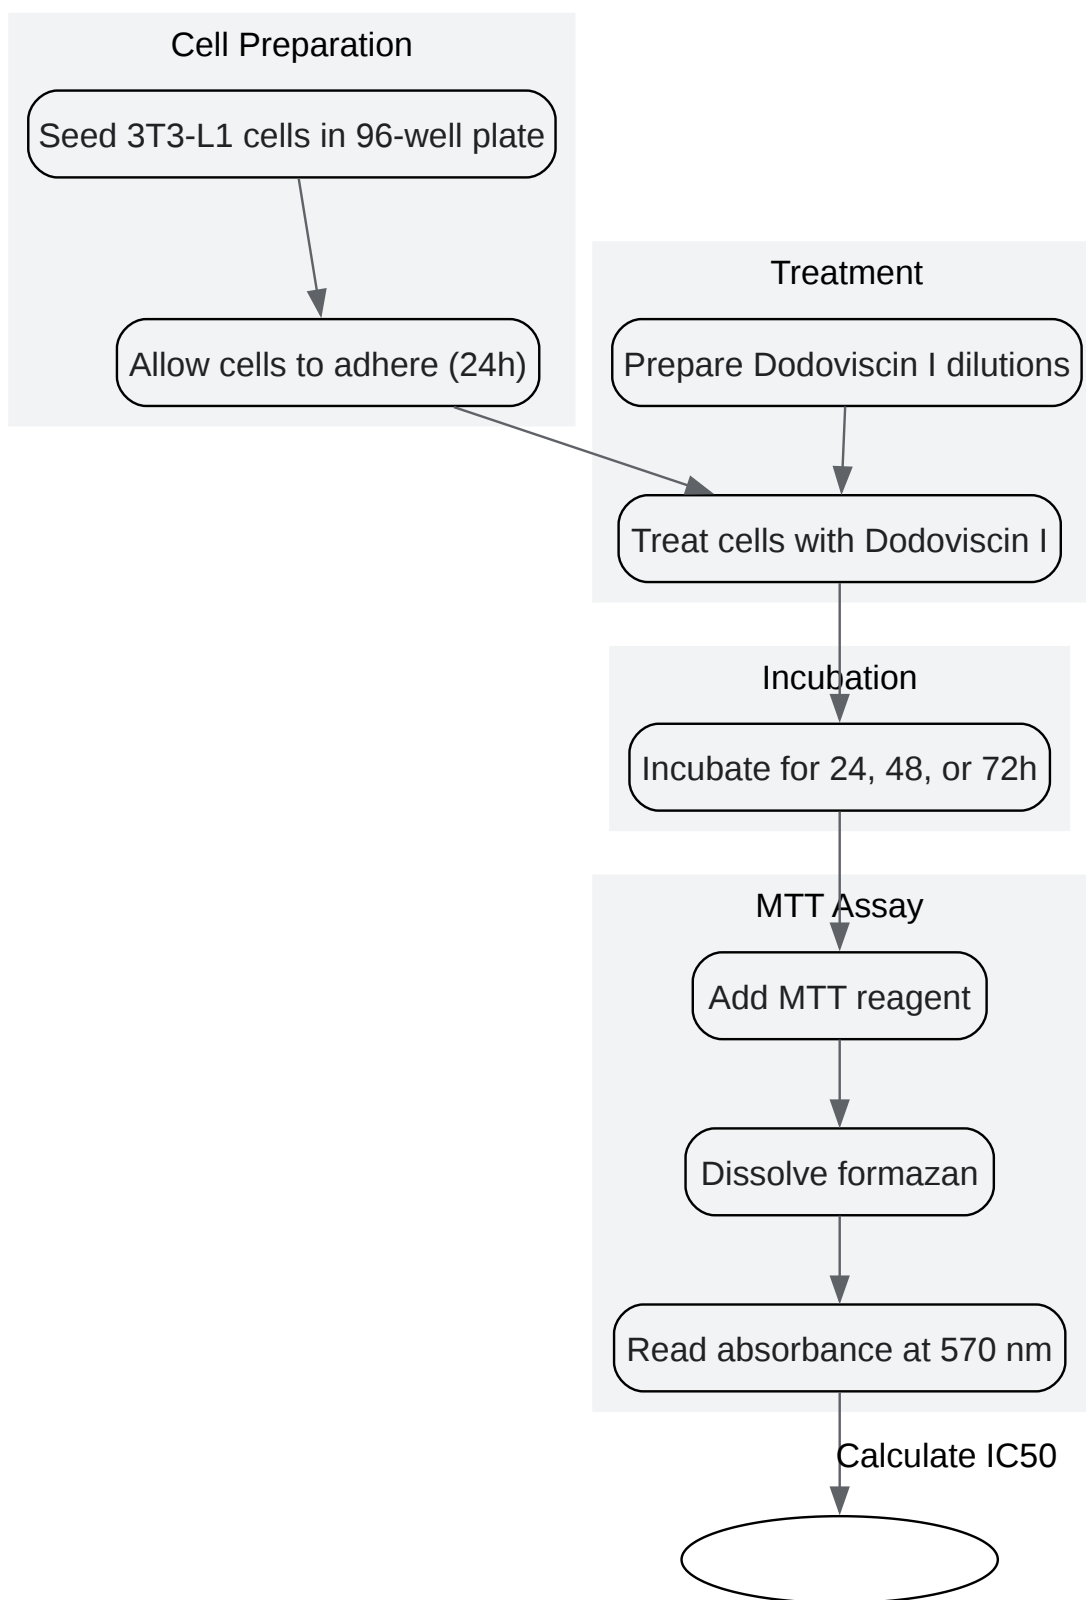 Cell Preparation
Seed 3T3-L1 cells in 96-well plate
Allow cells to adhere (24h)
Treatment
Prepare Dodoviscin I dilutions
Treat cells with Dodoviscin I
Incubation
Incubate for 24, 48, or 72h
MTT Assay
Add MTT reagent
Dissolve formazan
Read absorbance at 570 nm
Calculate IC50